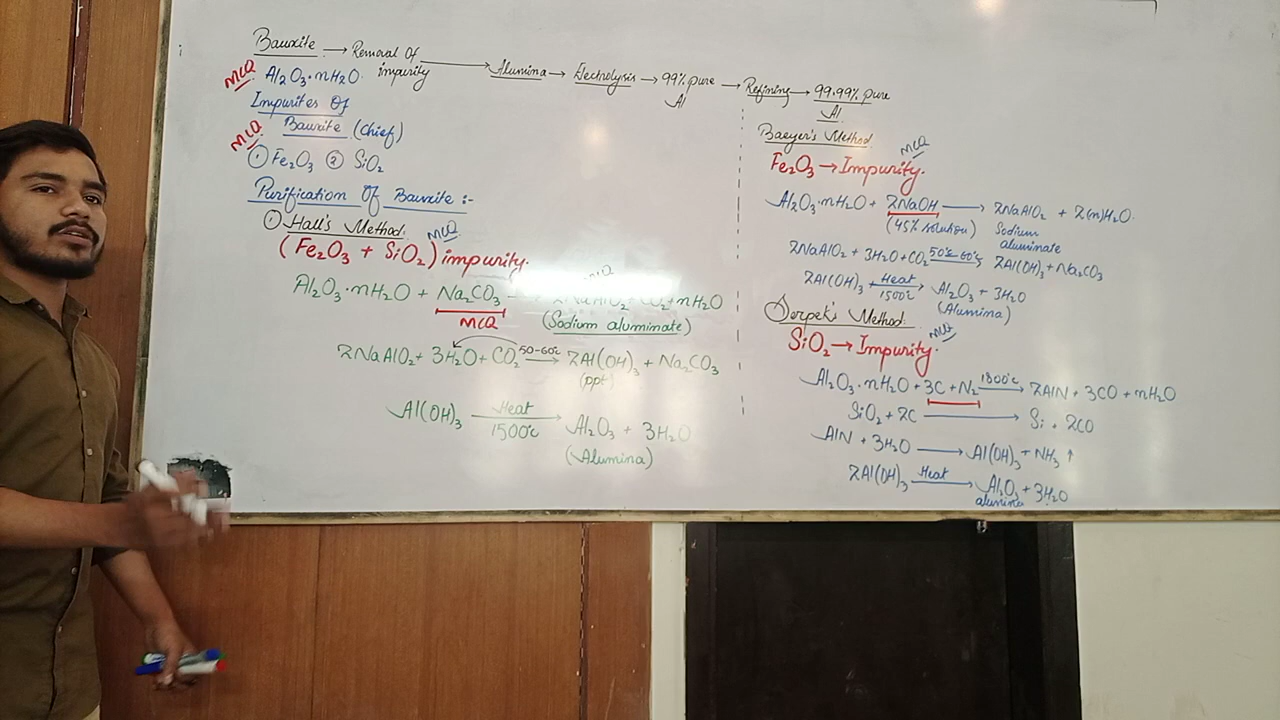 Bauxite → Removal Of impurity → Alumina → Electrolysis → 99% pure Al → Refining → 99.99% pure Al
MCQ Al₂O₃·nH₂O
Impurites Of
Bauxite (Chief)
MCQ ① Fe₂O₃ ② SiO₂
Purification Of Bauxite :-
① Hall's Method. MCQ
(Fe₂O₃ + SiO₂) impurity.
Al₂O₃·nH₂O + Na₂CO₃ → 2NaAlO₂ + CO₂ + nH₂O
MCQ (Sodium aluminate)
2NaAlO₂ + 3H₂O + CO₂ 50-60°c → 2Al(OH)₃ + Na₂CO₃
(ppt)
Al(OH)₃ Heat 1500°c → Al₂O₃ + 3H₂O
(Alumina)
Baeyer's Method.
MCQ
Fe₂O₃ → Impurity.
Al₂O₃·nH₂O + 2NaOH → 2NaAlO₂ + 2(n)H₂O.
(45% solution) Sodium aluminate
2NaAlO₂ + 3H₂O + CO₂ 50°c-60°c → 2Al(OH)₃ + Na₂CO₃
2Al(OH)₃ Heat 1500°c → Al₂O₃ + 3H₂O
(Alumina)
Serpek's Method.
SiO₂ → Impurity. MCQ
Al₂O₃·nH₂O + 3C + N₂ 1800°c → 2AlN + 3CO + nH₂O
SiO₂ + 2C → Si + 2CO
AlN + 3H₂O → Al(OH)₃ + NH₃ ↑
2Al(OH)₃ Heat → Al₂O₃ + 3H₂O
alumina